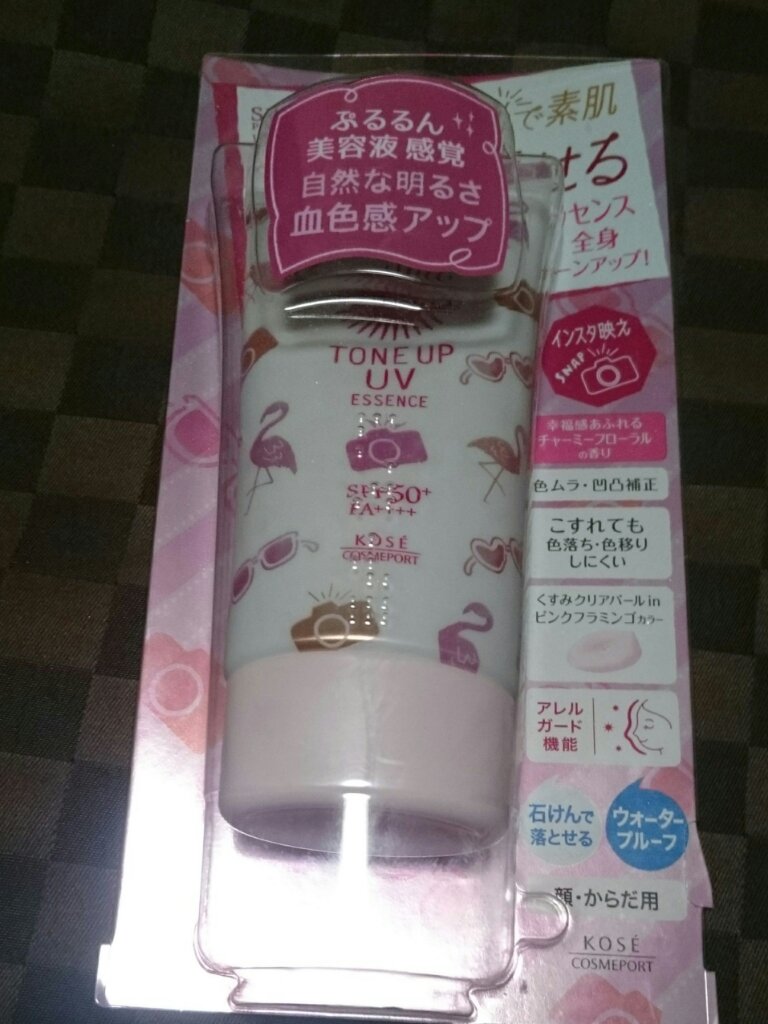 ぷるるん
美容液感覚
自然な明るさ
血色感アップ
で素肌
せる
センス
全身
ーンアップ!
TONE UP
UV
ESSENCE
SPF50+
PA++++
KOSÉ
COSMEPORT
インスタ映え
SNAP
幸福感あふれる
チャーミーフローラル
の香り
色ムラ・凹凸補正
こすれても
色落ち・色移り
しにくい
くすみクリアパールin
ピンクフラミンゴカラー
アレル
ガード
機能
石けんで
落とせる
ウォーター
プルーフ
顔・からだ用
KOSÉ
COSMEPORT